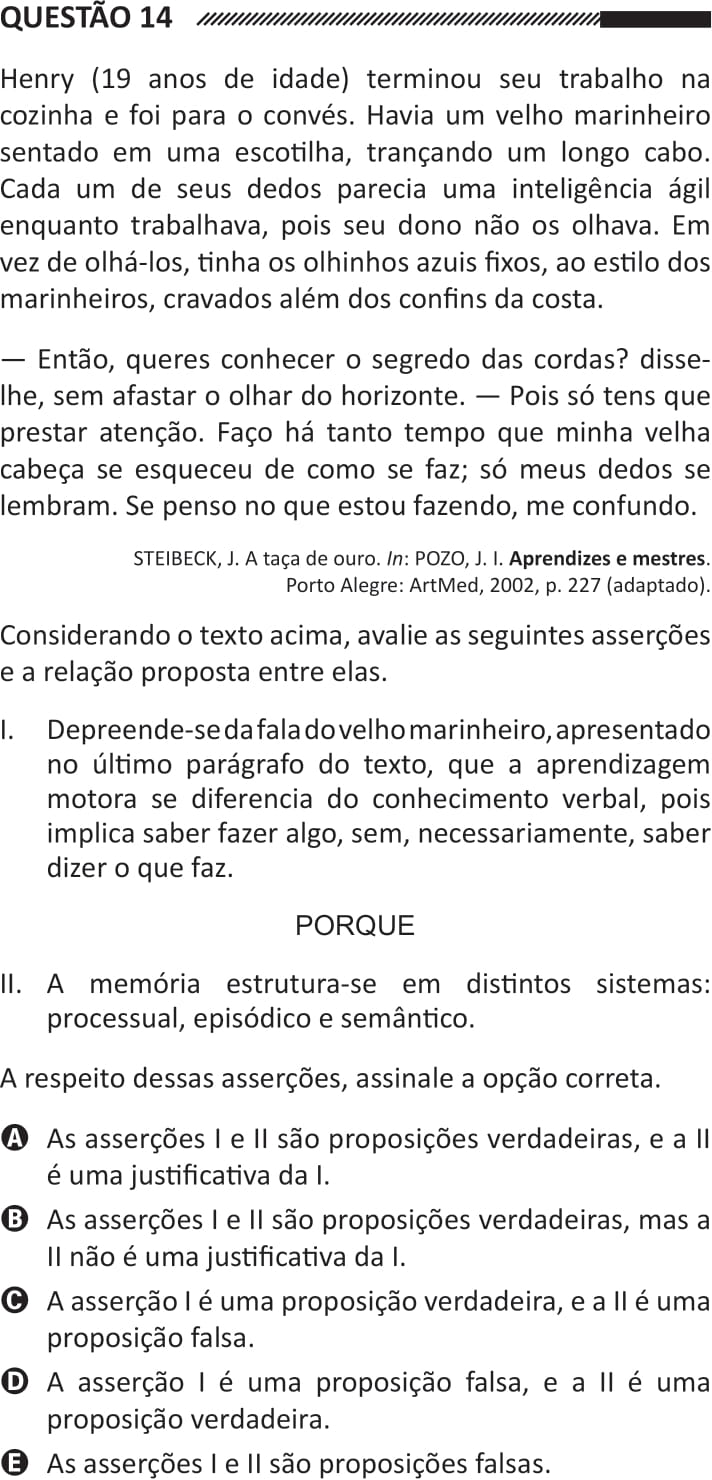 QUESTÃO 14
Henry (19 anos de idade) terminou seu trabalho na
cozinha e foi para o convés. Havia um velho marinheiro
sentado em uma escotilha, trançando um longo cabo.
Cada um de seus dedos parecia uma inteligência ágil
enquanto trabalhava, pois seu dono não os olhava. Em
vez de olhá-los, tinha os olhinhos azuis fixos, ao estilo dos
marinheiros, cravados além dos confins da costa.
— Então, queres conhecer o segredo das cordas? disse-
lhe, sem afastar o olhar do horizonte. — Pois só tens que
prestar atenção. Faço há tanto tempo que minha velha
cabeça se esqueceu de como se faz; só meus dedos se
lembram. Se penso no que estou fazendo, me confundo.
STEIBECK, J. A taça de ouro. In: POZO, J. I. Aprendizes e mestres.
Porto Alegre: ArtMed, 2002, p. 227 (adaptado).
Considerando o texto acima, avalie as seguintes asserções
e a relação proposta entre elas.
I. Depreende-se da fala do velho marinheiro, apresentado
no último parágrafo do texto, que a aprendizagem
motora se diferencia do conhecimento verbal, pois
implica saber fazer algo, sem, necessariamente, saber
dizer o que faz.
PORQUE
II. A memória estrutura-se em distintos sistemas:
processual, episódico e semântico.
A respeito dessas asserções, assinale a opção correta.
A As asserções I e II são proposições verdadeiras, e a II
é uma justificativa da I.
B As asserções I e II são proposições verdadeiras, mas a
II não é uma justificativa da I.
C A asserção I é uma proposição verdadeira, e a II é uma
proposição falsa.
D A asserção I é uma proposição falsa, e a II é uma
proposição verdadeira.
E As asserções I e II são proposições falsas.